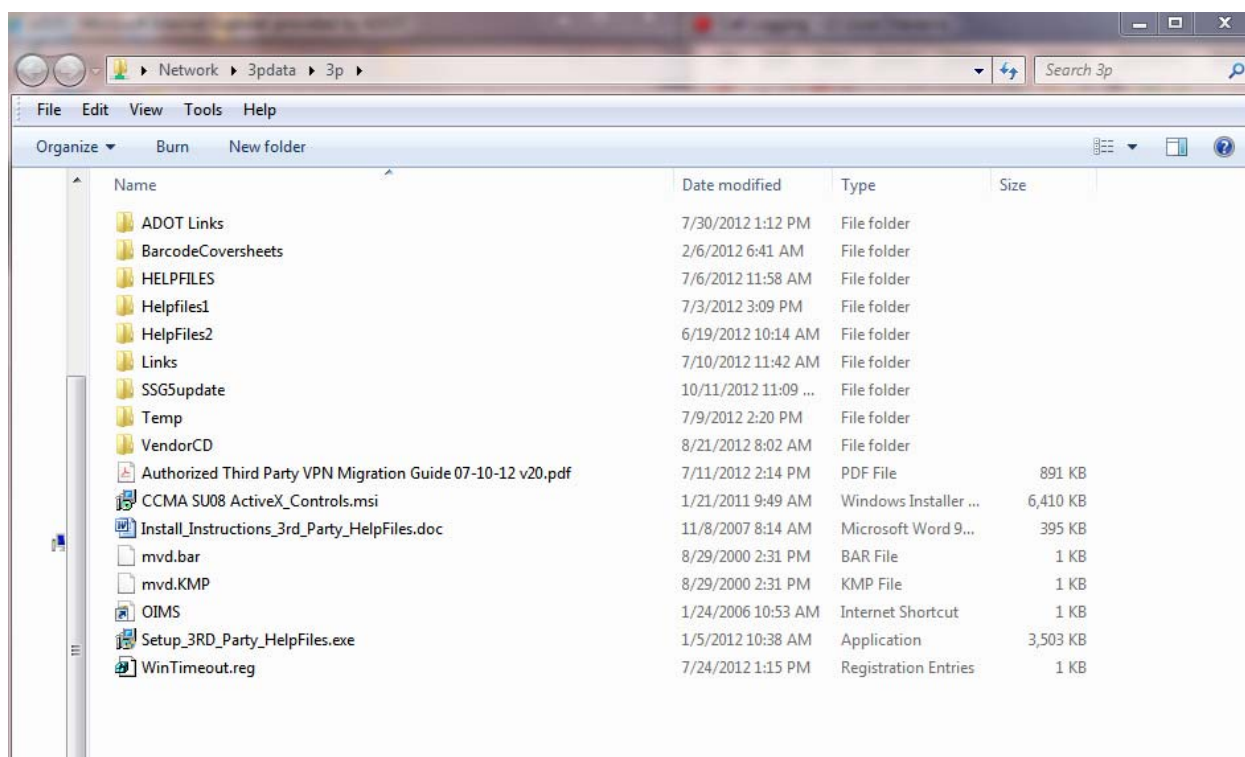 Network 3pdata 3p Search 3p
File Edit View Tools Help
Organize Burn New folder
Name Date modified Type Size
ADOT Links 7/30/2012 1:12 PM File folder
BarcodeCoversheets 2/6/2012 6:41 AM File folder
HELPFILES 7/6/2012 11:58 AM File folder
Helpfiles1 7/3/2012 3:09 PM File folder
HelpFiles2 6/19/2012 10:14 AM File folder
Links 7/10/2012 11:42 AM File folder
SSG5update 10/11/2012 11:09 ... File folder
Temp 7/9/2012 2:20 PM File folder
VendorCD 8/21/2012 8:02 AM File folder
Authorized Third Party VPN Migration Guide 07-10-12 v20.pdf 7/11/2012 2:14 PM PDF File 891 KB
CCMA SU08 ActiveX_Controls.msi 1/21/2011 9:49 AM Windows Installer ... 6,410 KB
Install_Instructions_3rd_Party_HelpFiles.doc 11/8/2007 8:14 AM Microsoft Word 9... 395 KB
mvd.bar 8/29/2000 2:31 PM BAR File 1 KB
mvd.KMP 8/29/2000 2:31 PM KMP File 1 KB
OIMS 1/24/2006 10:53 AM Internet Shortcut 1 KB
Setup_3RD_Party_HelpFiles.exe 1/5/2012 10:38 AM Application 3,503 KB
WinTimeout.reg 7/24/2012 1:15 PM Registration Entries 1 KB